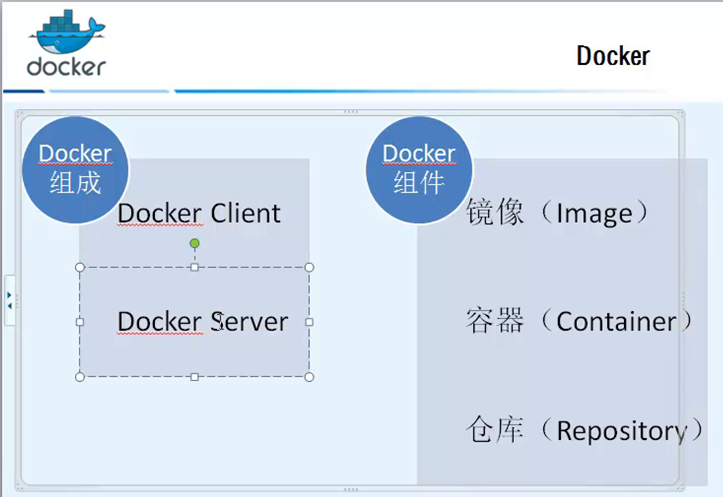 docker
Docker
Docker
组成
Docker Client
Docker Server
Docker
组件
镜像（Image）
容器（Container）
仓库（Repository）